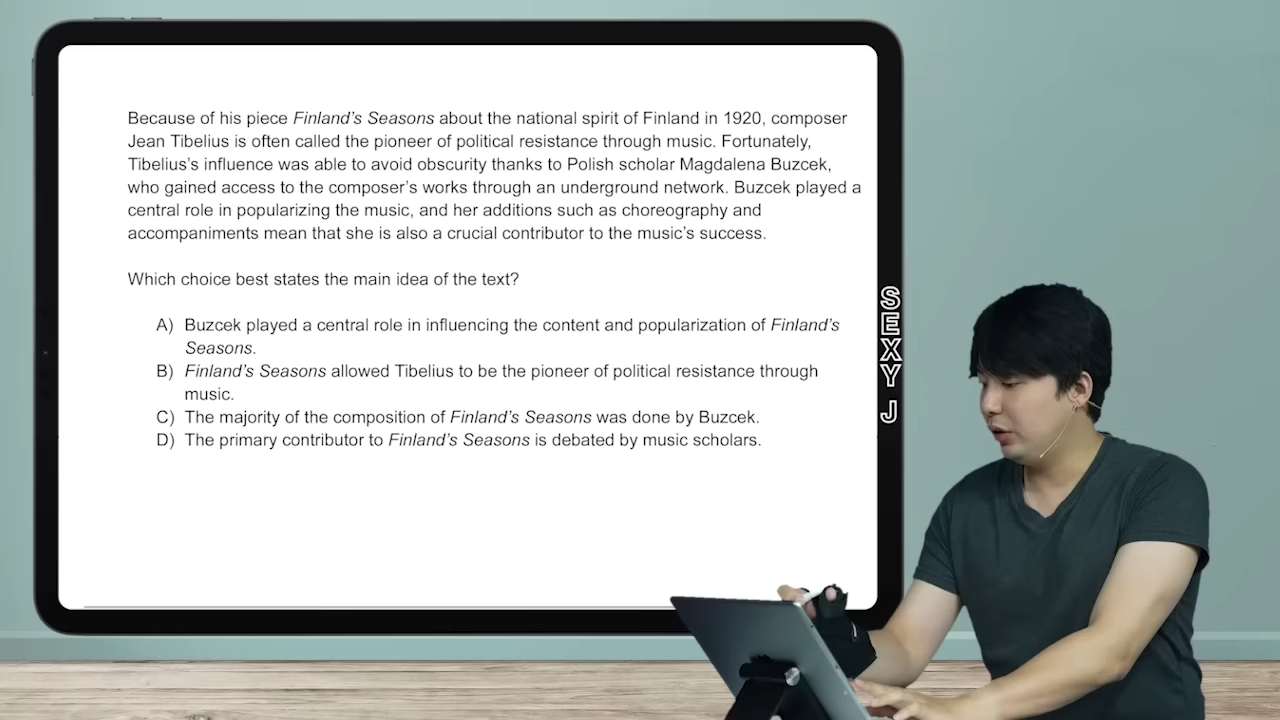 Because of his piece Finland's Seasons about the national spirit of Finland in 1920, composer
Jean Tibelius is often called the pioneer of political resistance through music. Fortunately,
Tibelius's influence was able to avoid obscurity thanks to Polish scholar Magdalena Buzcek,
who gained access to the composer's works through an underground network. Buzcek played a
central role in popularizing the music, and her additions such as choreography and
accompaniments mean that she is also a crucial contributor to the music's success.
Which choice best states the main idea of the text?
A) Buzcek played a central role in influencing the content and popularization of Finland's
Seasons.
B) Finland's Seasons allowed Tibelius to be the pioneer of political resistance through
music.
C) The majority of the composition of Finland's Seasons was done by Buzcek.
D) The primary contributor to Finland's Seasons is debated by music scholars.
SEXY J